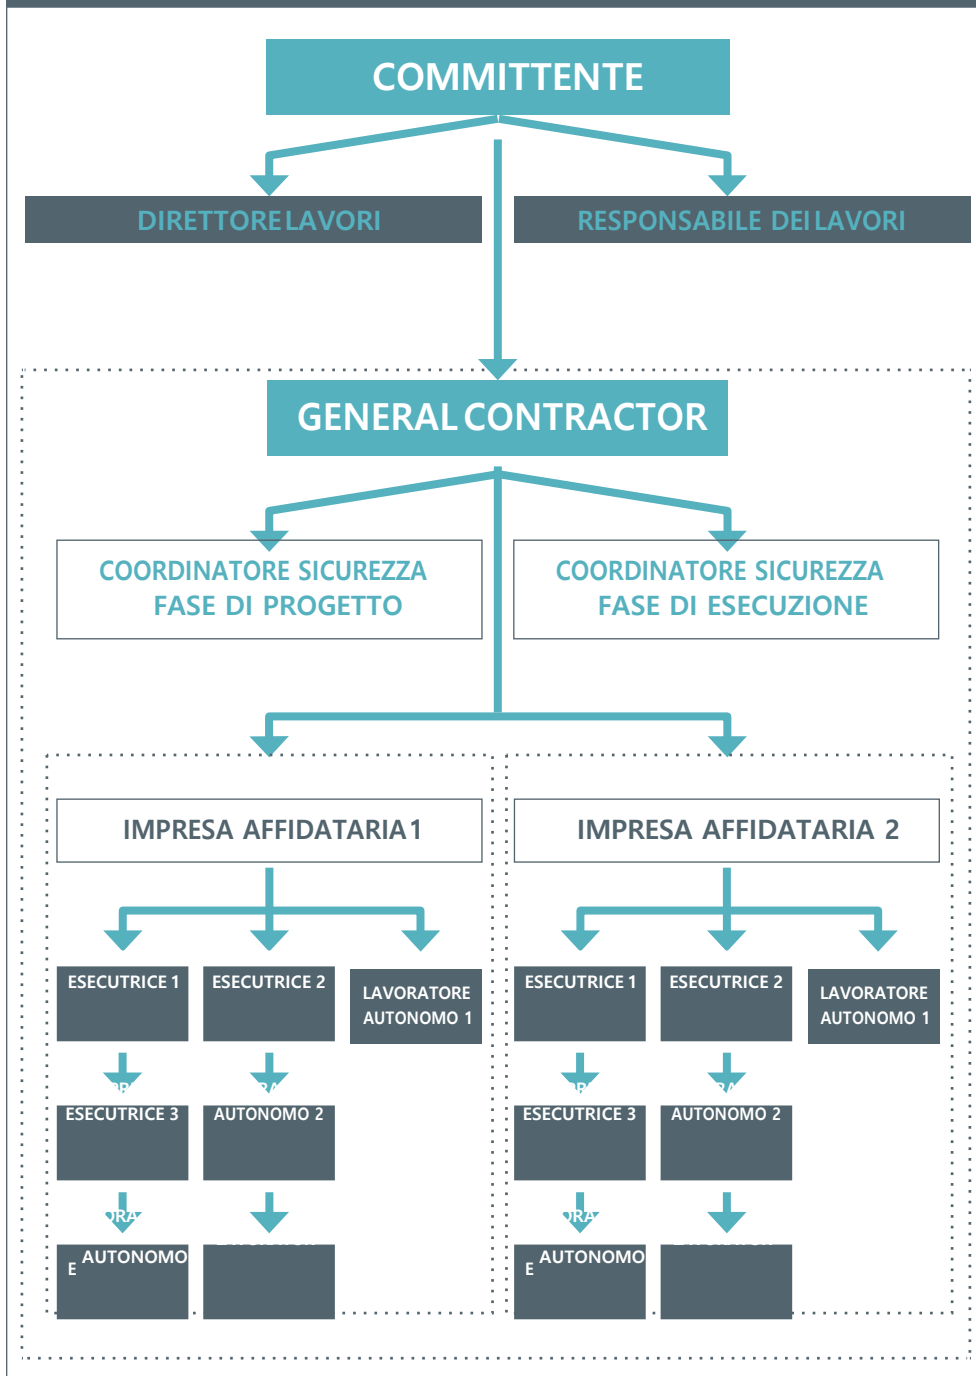 COMMITTENTE
DIRETTORE LAVORI
RESPONSABILE DEI LAVORI
GENERAL CONTRACTOR
COORDINATORE SICUREZZA
FASE DI PROGETTO
COORDINATORE SICUREZZA
FASE DI ESECUZIONE
IMPRESA AFFIDATARIA 1
IMPRESA AFFIDATARIA 2
ESECUTRICE 1
ESECUTRICE 2
LAVORATORE
AUTONOMO 1
ESECUTRICE 1
ESECUTRICE 2
LAVORATORE
AUTONOMO 1
ESECUTRICE 3
AUTONOMO 2
ESECUTRICE 3
AUTONOMO 2
AUTONOMO
E
AUTONOMO
E